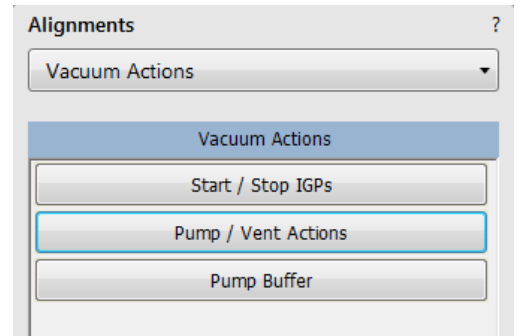 Alignments ?
Vacuum Actions
Vacuum Actions
Start / Stop IGPs
Pump / Vent Actions
Pump Buffer